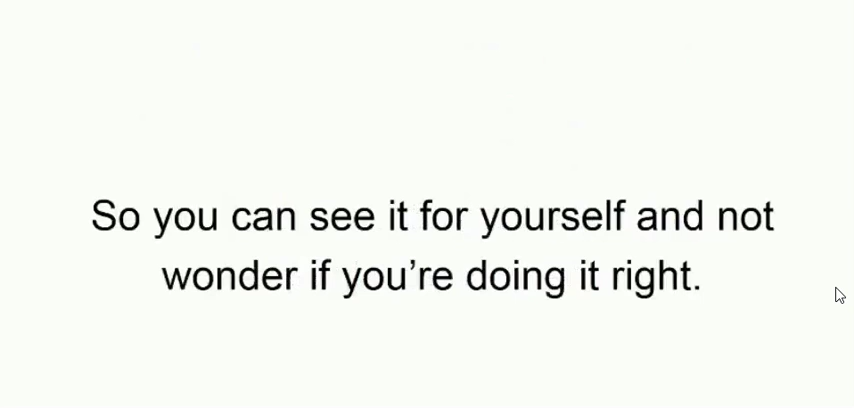 So you can see it for yourself and not
wonder if you’re doing it right.